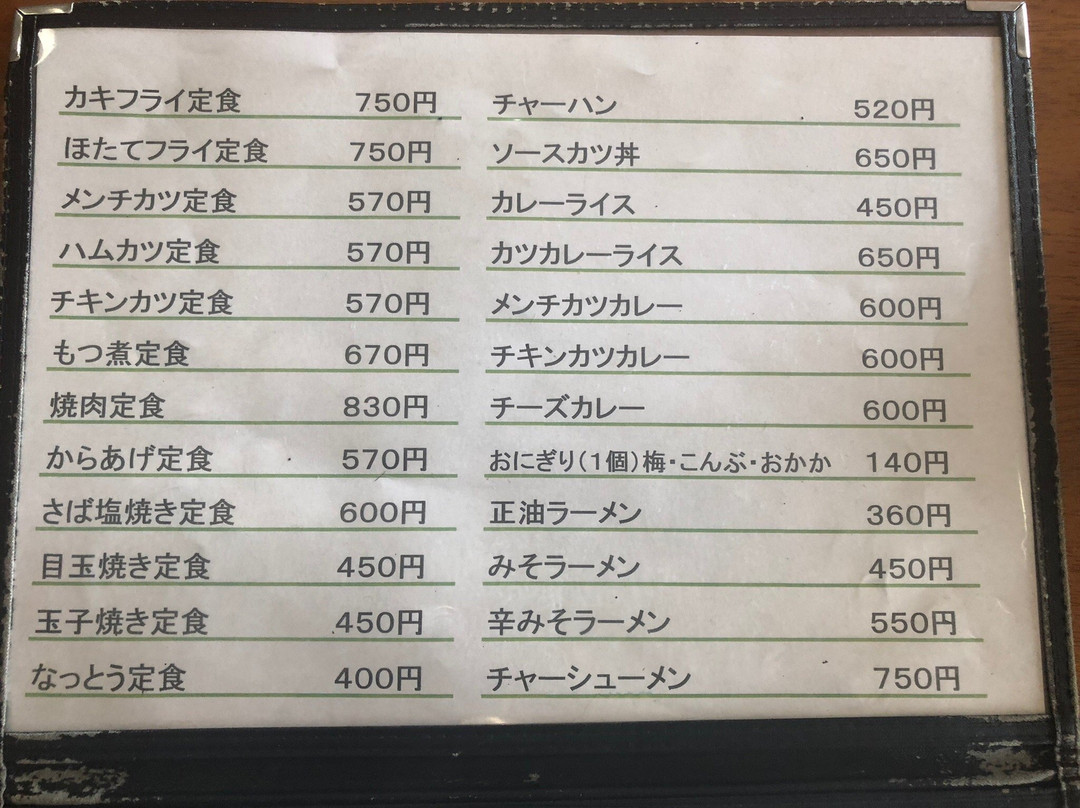 カキフライ定食 750円
ほたてフライ定食 750円
メンチカツ定食 570円
ハムカツ定食 570円
チキンカツ定食 570円
もつ煮定食 670円
焼肉定食 830円
からあげ定食 570円
さば塩焼き定食 600円
目玉焼き定食 450円
玉子焼き定食 450円
なっとう定食 400円
チャーハン 520円
ソースカツ丼 650円
カレーライス 450円
カツカレーライス 650円
メンチカツカレー 600円
チキンカツカレー 600円
チーズカレー 600円
おにぎり(1個)梅・こんぶ・おかか 140円
正油ラーメン 360円
みそラーメン 450円
辛みそラーメン 550円
チャーシューメン 750円